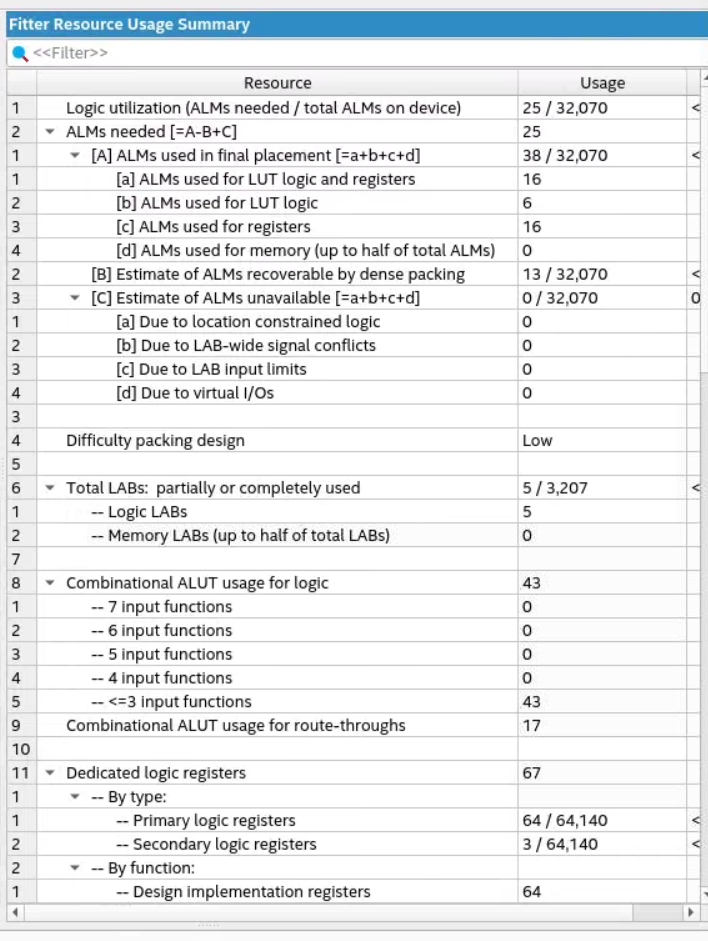 Fitter Resource Usage Summary
<<Filter>>
Resource Usage
1 Logic utilization (ALMs needed / total ALMs on device) 25 / 32,070 <
2 ALMs needed [=A-B+C] 25
1 [A] ALMs used in final placement [=a+b+c+d] 38 / 32,070 <
1 [a] ALMs used for LUT logic and registers 16
2 [b] ALMs used for LUT logic 6
3 [c] ALMs used for registers 16
4 [d] ALMs used for memory (up to half of total ALMs) 0
2 [B] Estimate of ALMs recoverable by dense packing 13 / 32,070 <
3 [C] Estimate of ALMs unavailable [=a+b+c+d] 0 / 32,070 0
1 [a] Due to location constrained logic 0
2 [b] Due to LAB-wide signal conflicts 0
3 [c] Due to LAB input limits 0
4 [d] Due to virtual I/Os 0
3
4 Difficulty packing design Low
5
6 Total LABs: partially or completely used 5 / 3,207 <
1 -- Logic LABs 5
2 -- Memory LABs (up to half of total LABs) 0
7
8 Combinational ALUT usage for logic 43
1 -- 7 input functions 0
2 -- 6 input functions 0
3 -- 5 input functions 0
4 -- 4 input functions 0
5 -- <=3 input functions 43
9 Combinational ALUT usage for route-throughs 17
10
11 Dedicated logic registers 67
1 -- By type:
1 -- Primary logic registers 64 / 64,140 <
2 -- Secondary logic registers 3 / 64,140 <
2 -- By function:
1 -- Design implementation registers 64